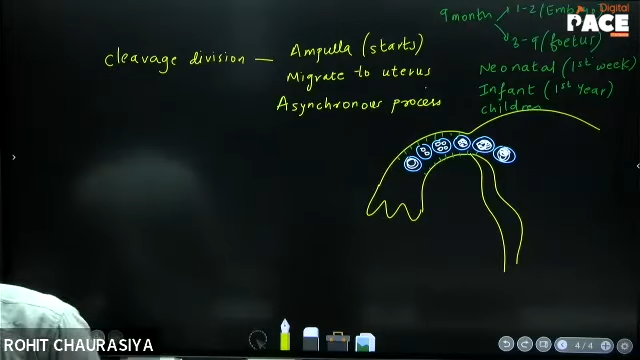 cleavage division — Ampulla (starts)
Migrate to uterus
Asynchronous process
9 month
1-2/
3-9/ foetus)
Neonatal (1st week)
Infant (1st year)
children
Digital
PACE
ROHIT CHAURASIYA
4/4